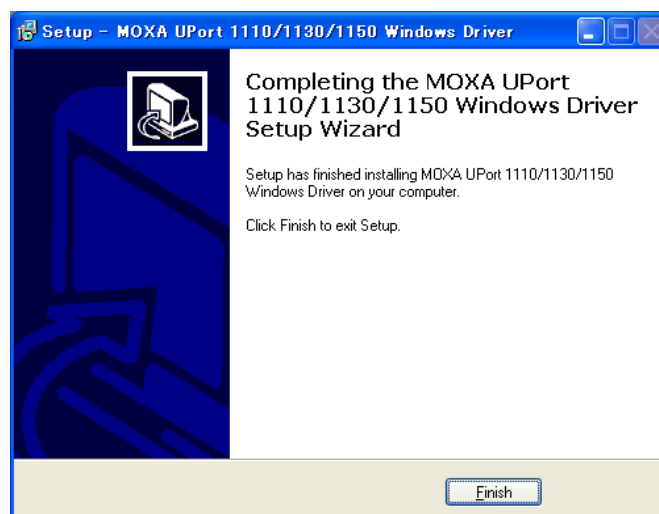 Setup - MOXA UPort 1110/1130/1150 Windows Driver
Completing the MOXA UPort
1110/1130/1150 Windows Driver
Setup Wizard
Setup has finished installing MOXA UPort 1110/1130/1150
Windows Driver on your computer.
Click Finish to exit Setup.
Finish